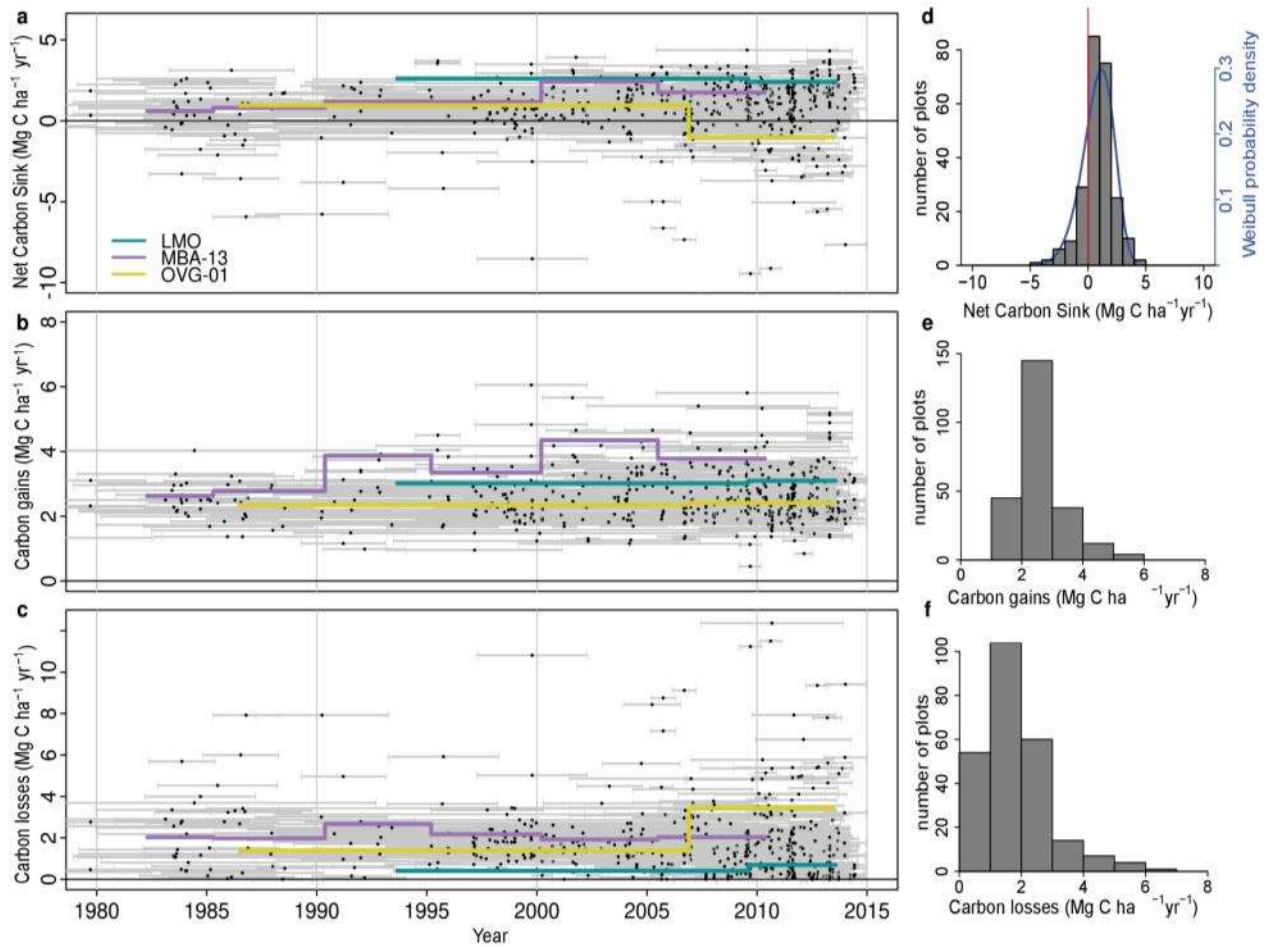 a
Net Carbon Sink (Mg C ha⁻¹ yr⁻¹)
5
0
-5
-10
LMO
MBA-13
OVG-01
b
Carbon gains (Mg C ha⁻¹ yr⁻¹)
8
6
4
2
0
c
Carbon losses (Mg C ha⁻¹ yr⁻¹)
10
8
6
4
2
0
1980 1985 1990 1995 2000 2005 2010 2015
Year
d
number of plots
80
60
40
20
0
0.3
0.2
0.1
Weibull probability density
−10 −5 0 5 10
Net Carbon Sink (Mg C ha⁻¹yr⁻¹)
e
number of plots
150
100
50
0
0 2 4 6 8
Carbon gains (Mg C ha ⁻¹yr⁻¹)
f
number of plots
100
80
60
40
20
0
0 2 4 6 8
Carbon losses (Mg C ha ⁻¹yr⁻¹)